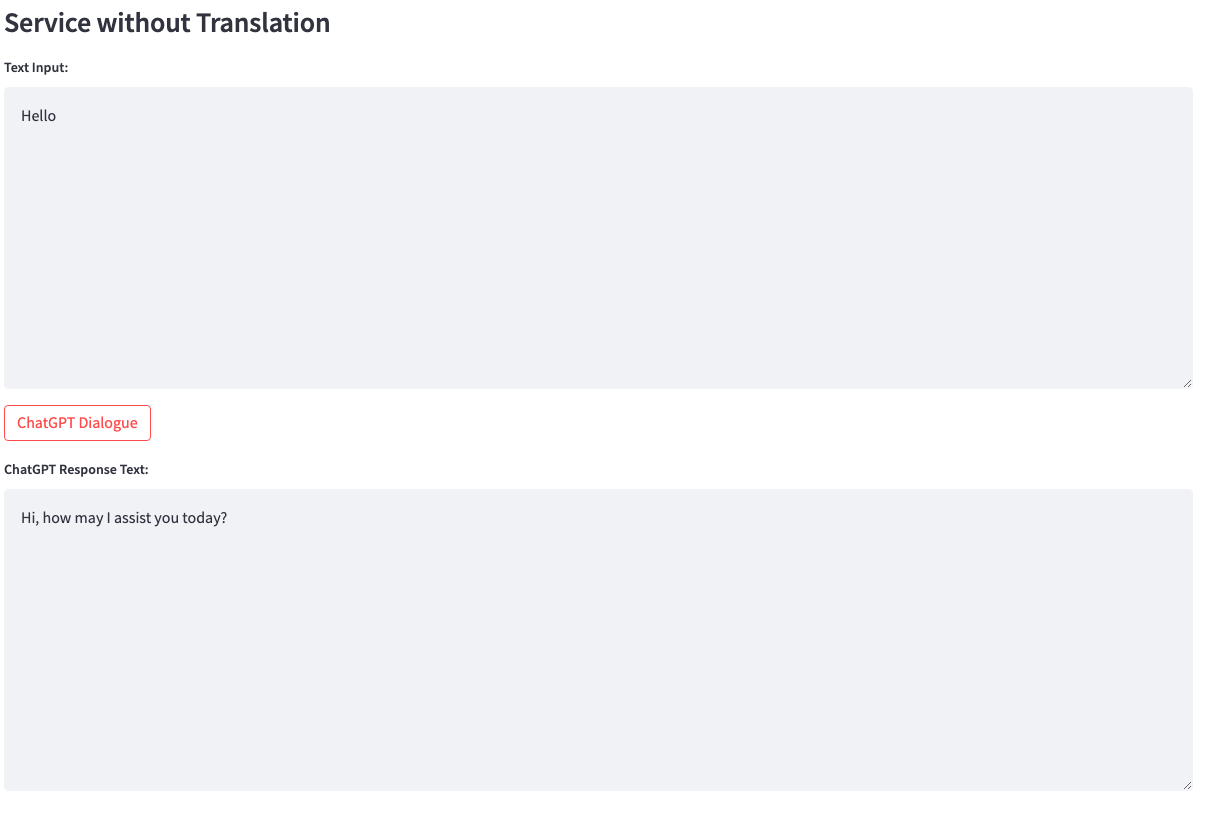 Service without Translation
Text Input:
Hello
ChatGPT Dialogue
ChatGPT Response Text:
Hi, how may I assist you today?